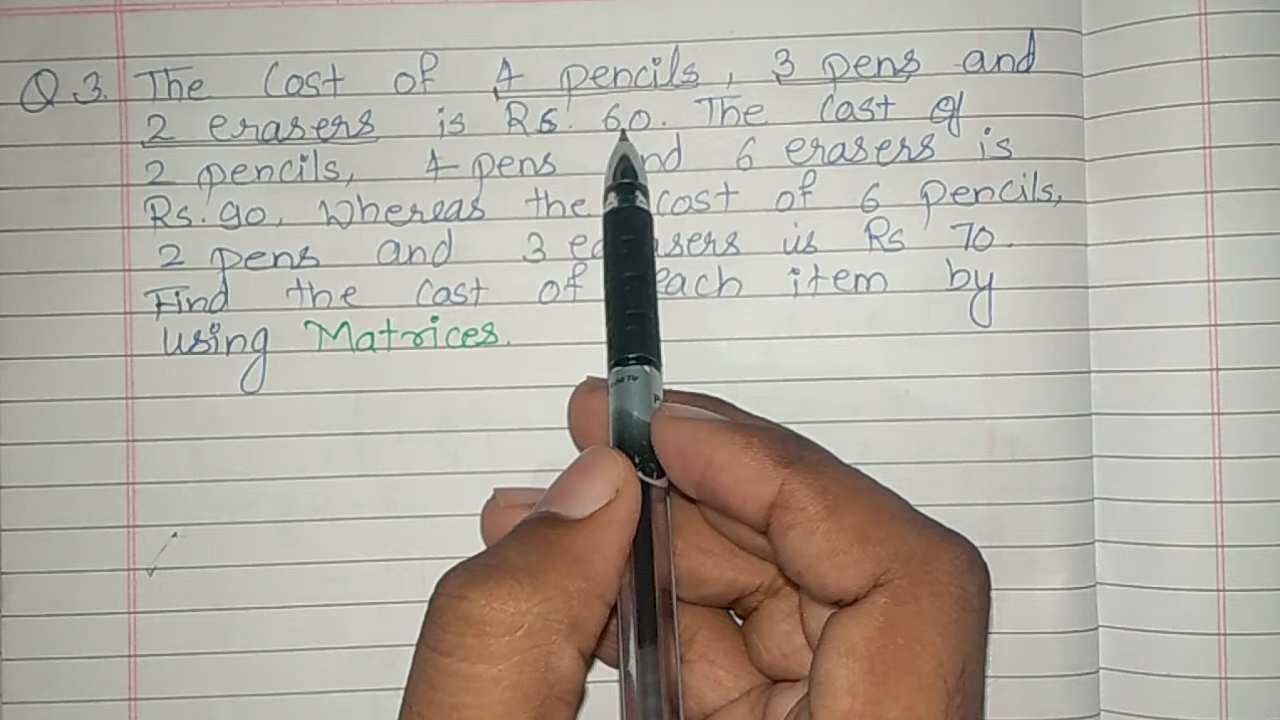 Q 3. The Cost of 4 pencils, 3 pens and
2 erasers is Rs. 60. The Cost of
2 pencils, 4 pens and 6 erasers is
Rs. 90, Whereas the cost of 6 pencils,
2 pens and 3 erasers is Rs 70.
Find the Cost of each item by
using Matrices.